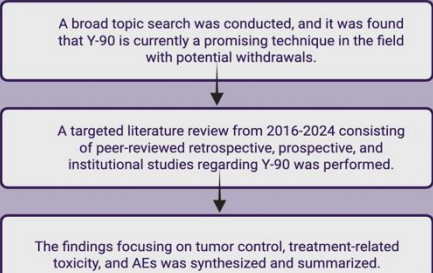 A broad topic search was conducted, and it was found
that Y-90 is currently a promising technique in the field
with potential withdrawals.
A targeted literature review from 2016-2024 consisting
of peer-reviewed retrospective, prospective, and
institutional studies regarding Y-90 was performed.
The findings focusing on tumor control, treatment-related
toxicity, and AEs was synthesized and summarized.